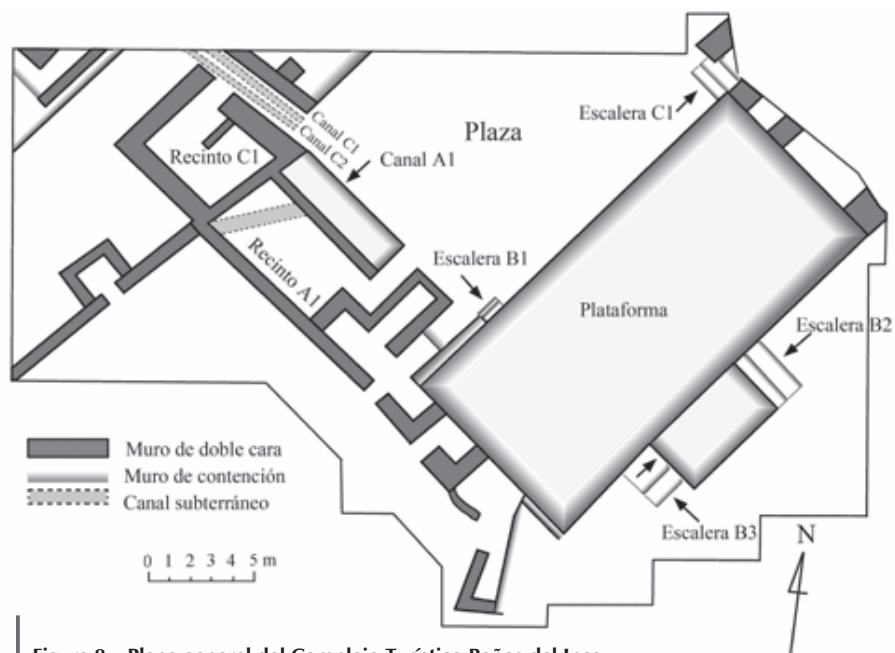 Escalera C1
Plaza
Canal C1
Canal C2
Canal A1
Recinto C1
Recinto A1
Escalera B1
Plataforma
Escalera B2
Escalera B3
Muro de doble cara
Muro de contención
Canal subterráneo
0 1 2 3 4 5 m
N